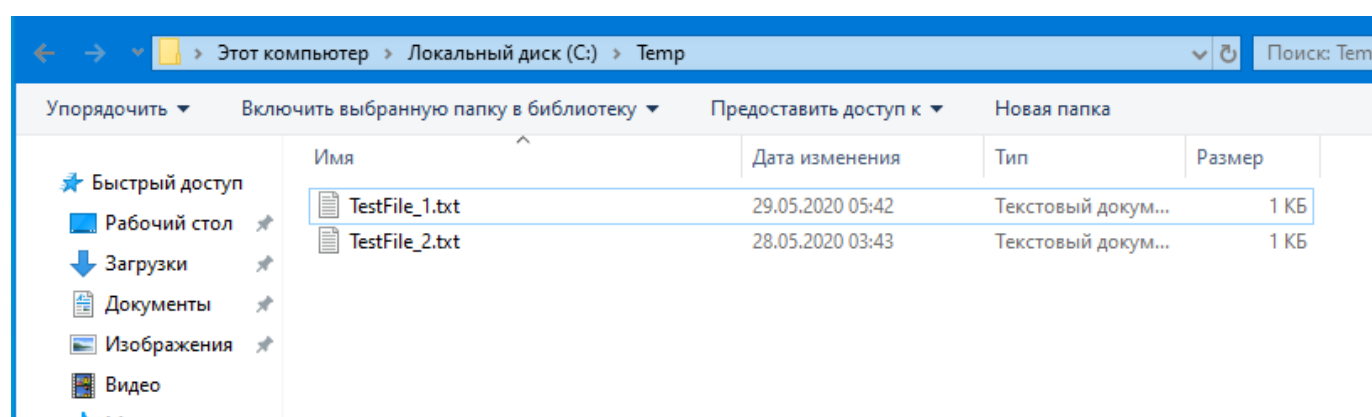 Этот компьютер > Локальный диск (C:) > Temp
Поиск: Tem
Упорядочить Включить выбранную папку в библиотеку Предоставить доступ к Новая папка
Имя Дата изменения Тип Размер
Быстрый доступ
Рабочий стол
Загрузки
Документы
Изображения
Видео
TestFile_1.txt 29.05.2020 05:42 Текстовый докум... 1 КБ
TestFile_2.txt 28.05.2020 03:43 Текстовый докум... 1 КБ